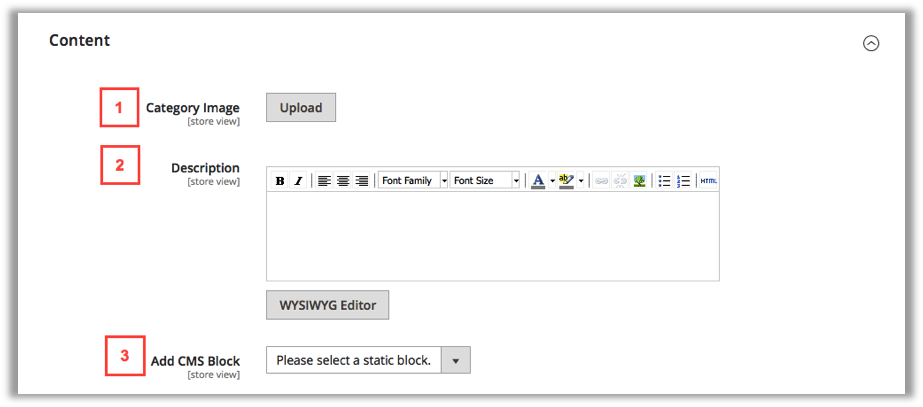 Content
1 Category Image Upload
[store view]
2 Description
[store view]
B I Font Family Font Size A ab HTML
WYSIWYG Editor
3 Add CMS Block Please select a static block.
[store view]